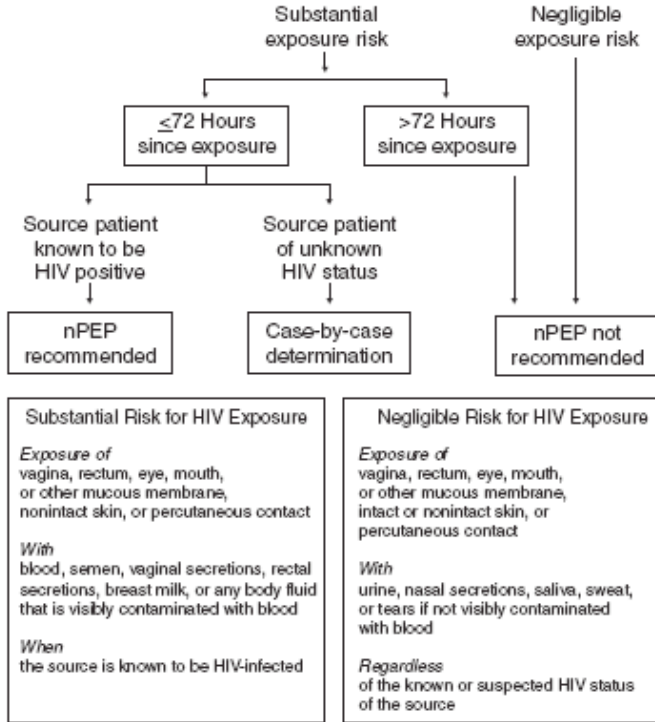 Substantial
exposure risk
Negligible
exposure risk
≤72 Hours
since exposure
>72 Hours
since exposure
Source patient
known to be
HIV positive
Source patient
of unknown
HIV status
nPEP
recommended
Case-by-case
determination
nPEP not
recommended
Substantial Risk for HIV Exposure
Exposure of
vagina, rectum, eye, mouth,
or other mucous membrane,
nonintact skin, or percutaneous contact
With
blood, semen, vaginal secretions, rectal
secretions, breast milk, or any body fluid
that is visibly contaminated with blood
When
the source is known to be HIV-infected
Negligible Risk for HIV Exposure
Exposure of
vagina, rectum, eye, mouth,
or other mucous membrane,
intact or nonintact skin, or
percutaneous contact
With
urine, nasal secretions, saliva, sweat,
or tears if not visibly contaminated
with blood
Regardless
of the known or suspected HIV status
of the source